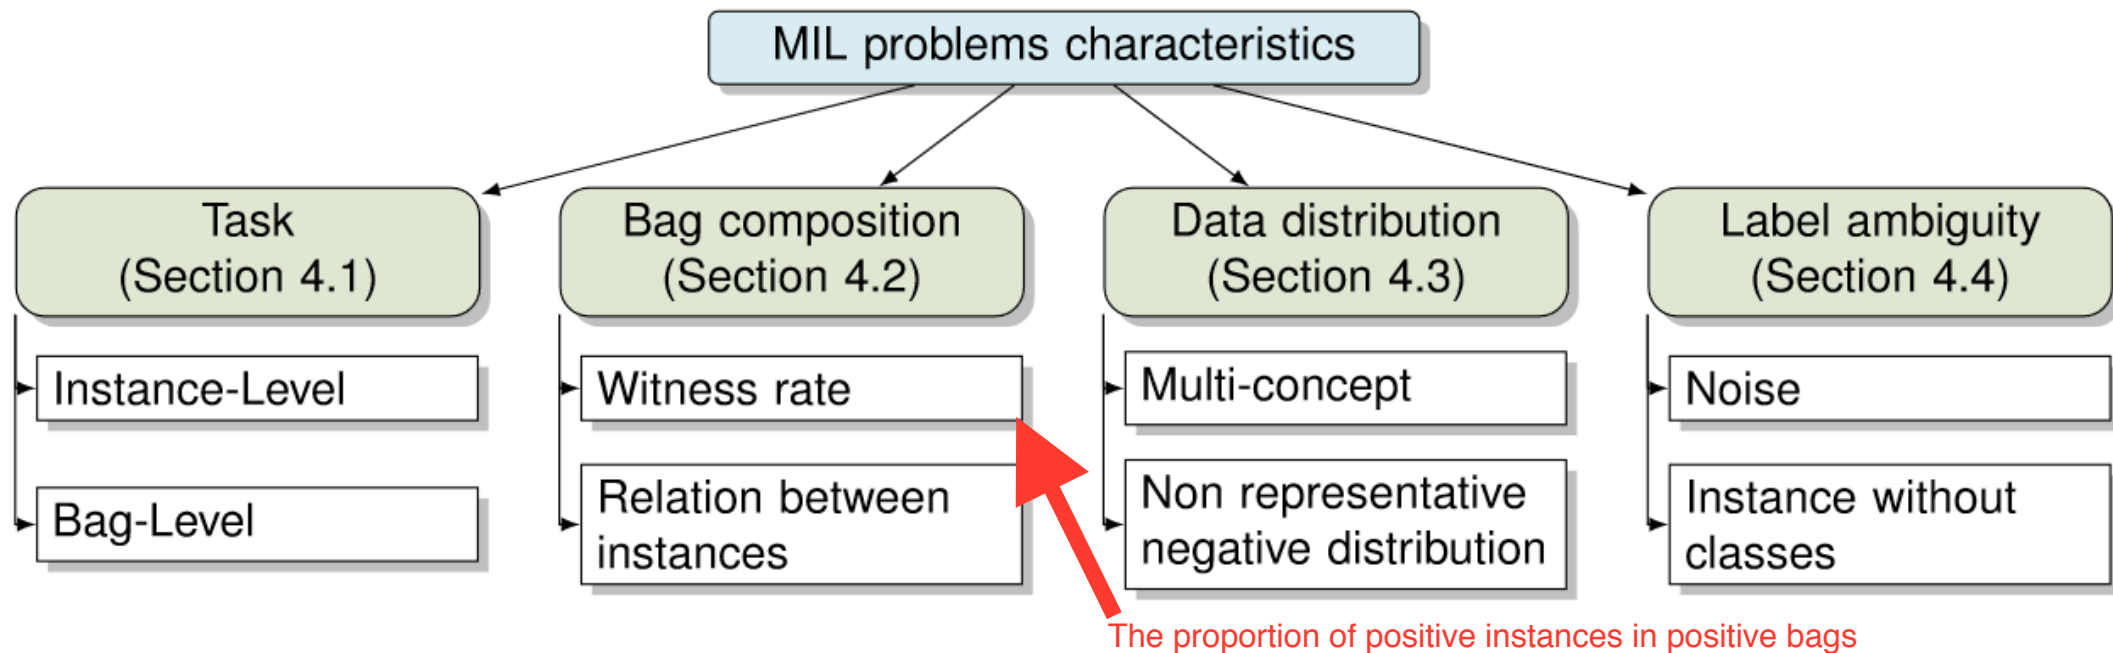 MIL problems characteristics
Task
(Section 4.1)
Instance-Level
Bag-Level
Bag composition
(Section 4.2)
Witness rate
Relation between
instances
Data distribution
(Section 4.3)
Multi-concept
Non representative
negative distribution
Label ambiguity
(Section 4.4)
Noise
Instance without
classes
The proportion of positive instances in positive bags